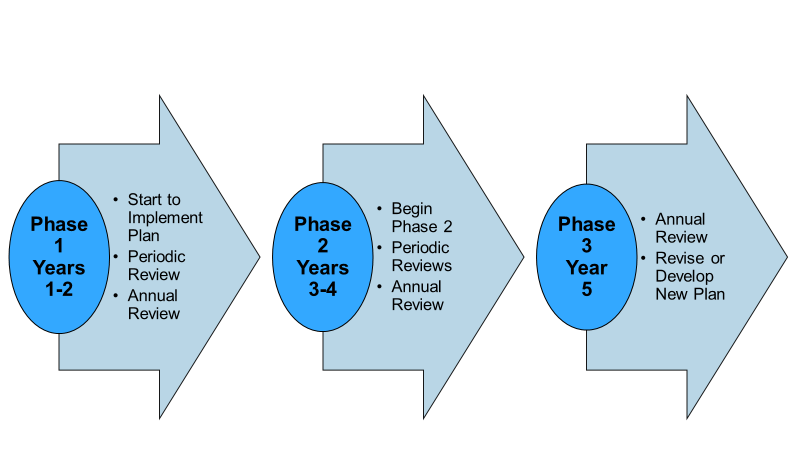 Phase
1
Years
1-2
• Start to
Implement
Plan
• Periodic
Review
• Annual
Review
Phase
2
Years
3-4
• Begin
Phase 2
• Periodic
Reviews
• Annual
Review
Phase
3
Year
5
• Annual
Review
• Revise or
Develop
New Plan